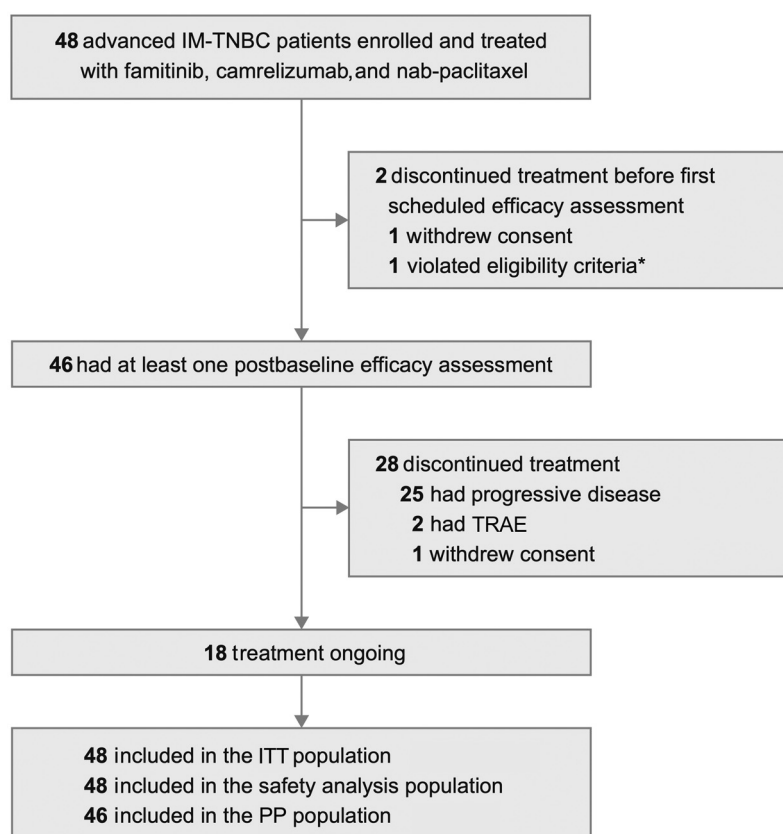 48 advanced IM-TNBC patients enrolled and treated
with famitinib, camrelizumab, and nab-paclitaxel
2 discontinued treatment before first
scheduled efficacy assessment
1 withdrew consent
1 violated eligibility criteria*
46 had at least one postbaseline efficacy assessment
28 discontinued treatment
25 had progressive disease
2 had TRAE
1 withdrew consent
18 treatment ongoing
48 included in the ITT population
48 included in the safety analysis population
46 included in the PP population